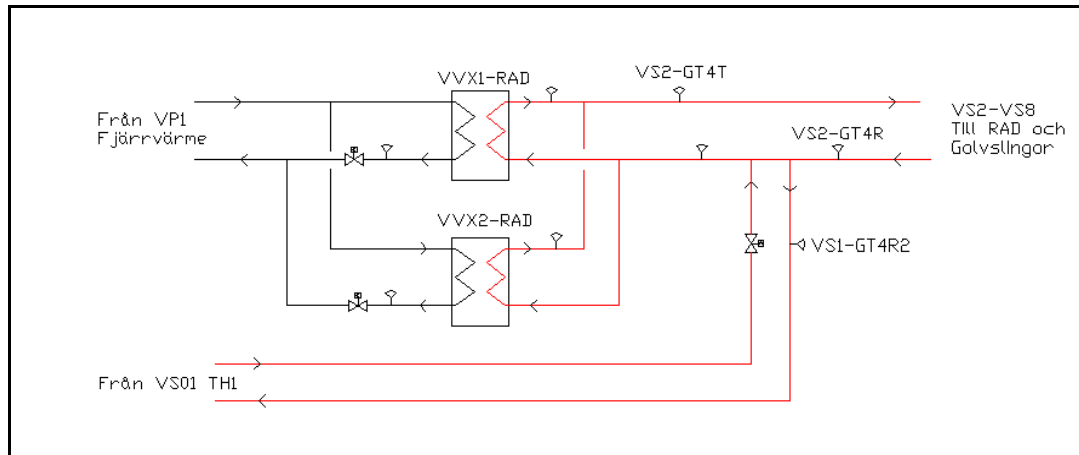 VVX1-RAD
VS2-GT4T
Från VP1
Fjärrvärme
VS2-VS8
Till RAD och
Golvslingor
VS2-GT4R
VVX2-RAD
VS1-GT4R2
Från VS01 TH1